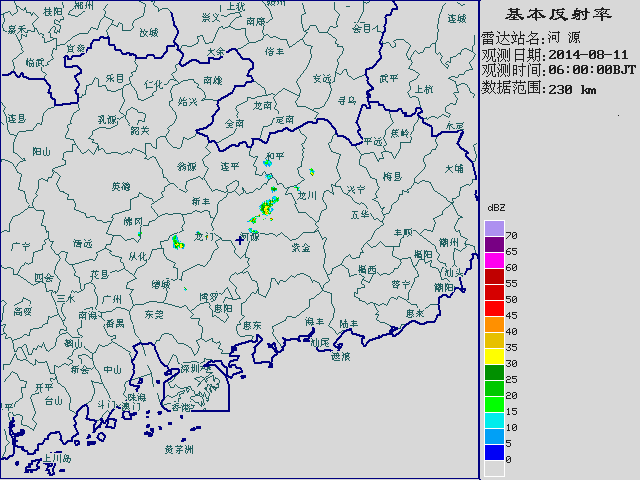 基本反射率
雷达站名:河 源
观测日期:2014-08-11
观测时间:06:00:00BJT
数据范围:230 km
dBZ
70
65
60
55
50
45
40
35
30
25
20
15
10
5
0
桂阳
郴州
汝城
崇义
上犹
南康
会昌
连城
嘉禾
宜章
临武
大余
信丰
乐昌
仁化
南雄
安远
武平
上杭
始兴
龙南
寻乌
连县
乳源
韶关
全南
定南
蕉岭
永定
平远
阳山
翁源
连平
和平
大埔
梅县
英德
兴宁
龙川
新丰
五华
佛冈
丰顺
广宁
清远
龙门
河源
紫金
潮州
从化
揭阳
揭西
汕头
四会
花县
增城
普宁
潮阳
三水
广州
博罗
惠阳
高要
南海
番禺
东莞
惠东
海丰
陆丰
惠来
鹤山
汕尾
遮浪
新会
中山
深圳
开平
台山
珠海
斗门
澳门
香港
平
上川岛
黄茅洲